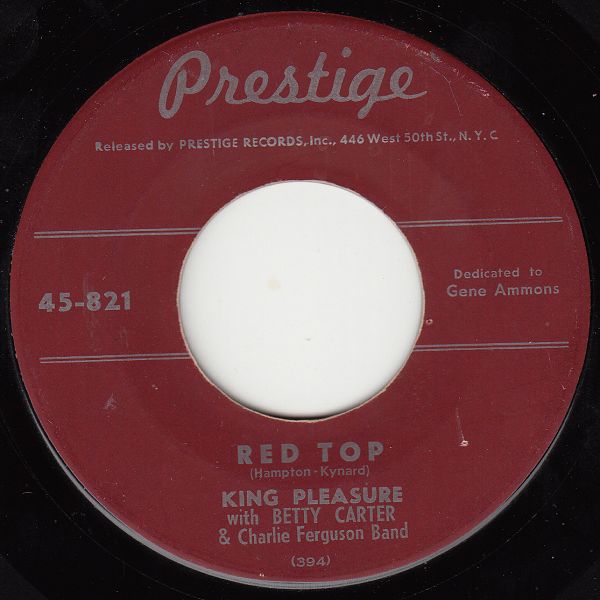 Prestige
Released by PRESTIGE RECORDS, Inc., 446 West 50th St., N. Y. C
45-821
Dedicated to
Gene Ammons
RED TOP
(Hampton-Kynard)
KING PLEASURE
with BETTY CARTER
& Charlie Ferguson Band
(394)